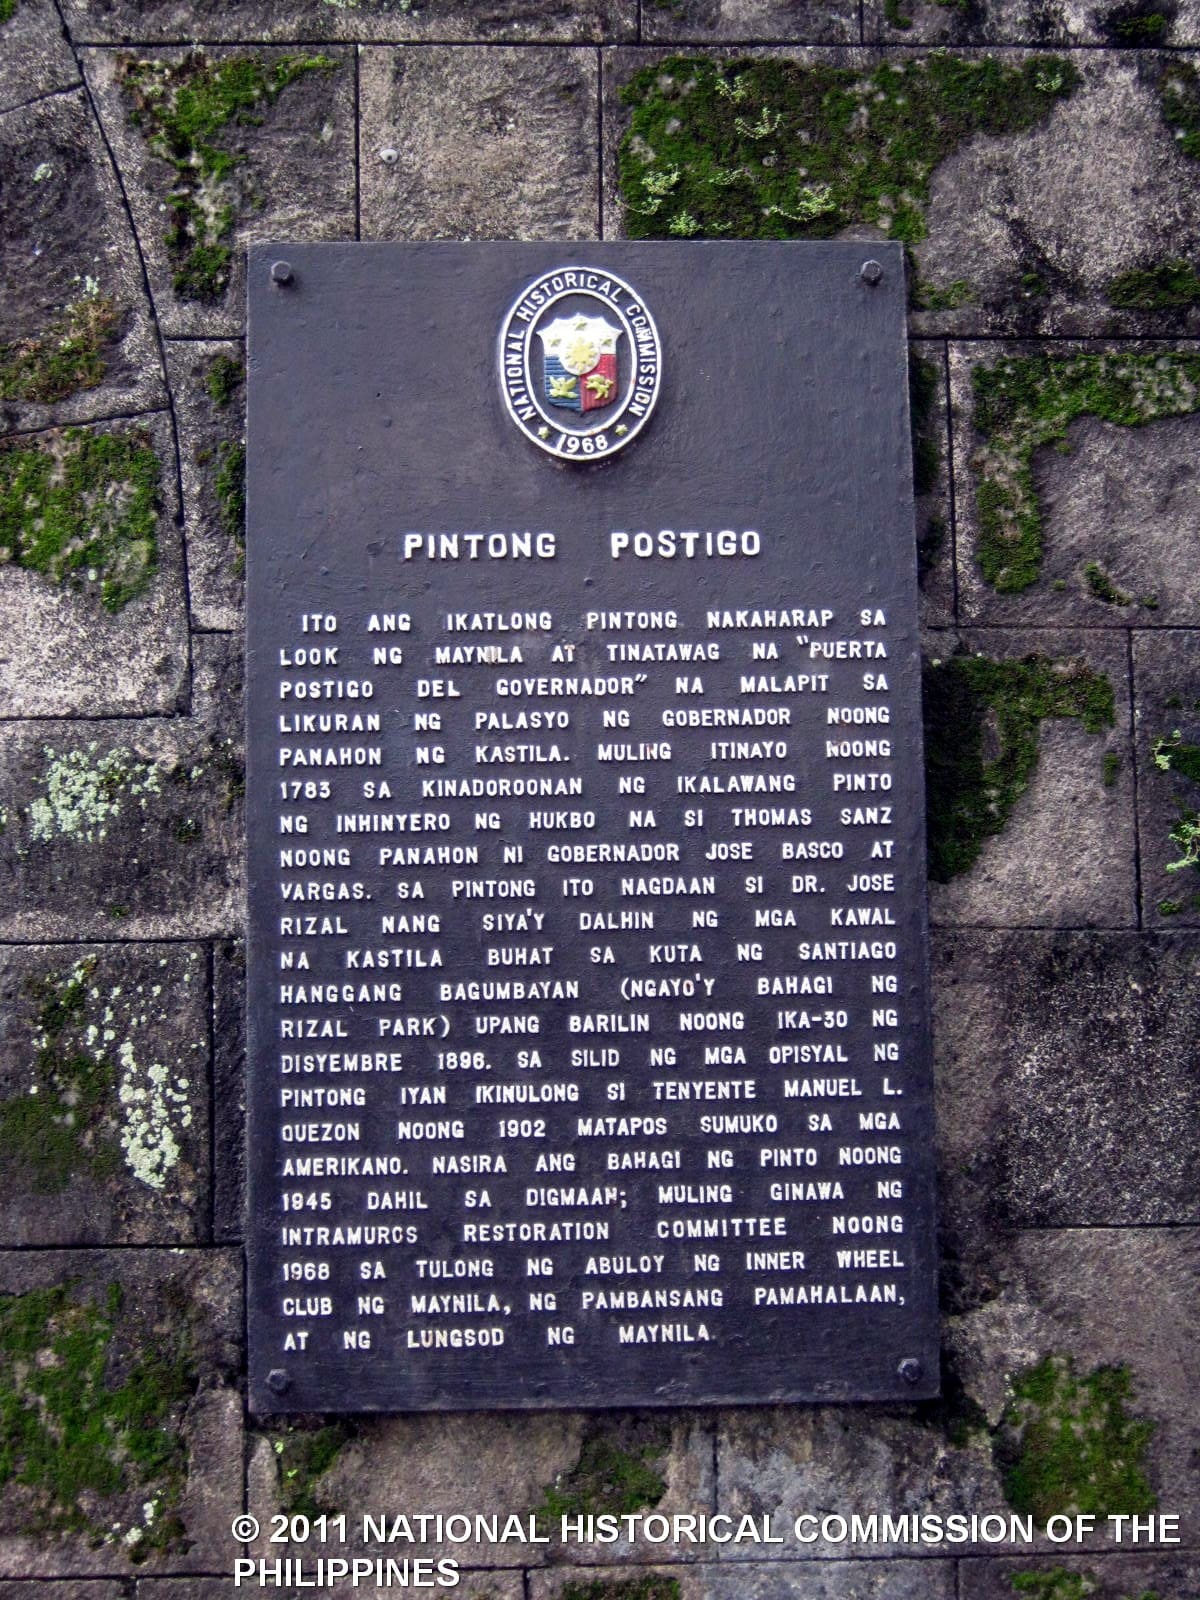 NATIONAL HISTORICAL COMMISSION
1968
PINTONG POSTIGO
ITO ANG IKATLONG PINTONG NAKAHARAP SA
LOOK NG MAYNILA AT TINATAWAG NA "PUERTA
POSTIGO DEL GOVERNADOR" NA MALAPIT SA
LIKURAN NG PALASYO NG GOBERNADOR NOONG
PANAHON NG KASTILA. MULING ITINAYO NOONG
1783 SA KINADOROONAN NG IKALAWANG PINTO
NG INHINYERO NG HUKBO NA SI THOMAS SANZ
NOONG PANAHON NI GOBERNADOR JOSE BASCO AT
VARGAS. SA PINTONG ITO NAGDAAN SI DR. JOSE
RIZAL NANG SIYA'Y DALHIN NG MGA KAWAL
NA KASTILA BUHAT SA KUTA NG SANTIAGO
HANGGANG BAGUMBAYAN (NGAYO'Y BAHAGI NG
RIZAL PARK) UPANG BARILIN NOONG IKA-30 NG
DISYEMBRE 1896. SA SILID NG MGA OPISYAL NG
PINTONG IYAN IKINULONG SI TENYENTE MANUEL L.
QUEZON NOONG 1902 MATAPOS SUMUKO SA MGA
AMERIKANO. NASIRA ANG BAHAGI NG PINTO NOONG
1945 DAHIL SA DIGMAAN; MULING GINAWA NG
INTRAMUROS RESTORATION COMMITTEE NOONG
1968 SA TULONG NG ABULOY NG INNER WHEEL
CLUB NG MAYNILA, NG PAMBANSANG PAMAHALAAN,
AT NG LUNGSOD NG MAYNILA.
© 2011 NATIONAL HISTORICAL COMMISSION OF THE
PHILIPPINES